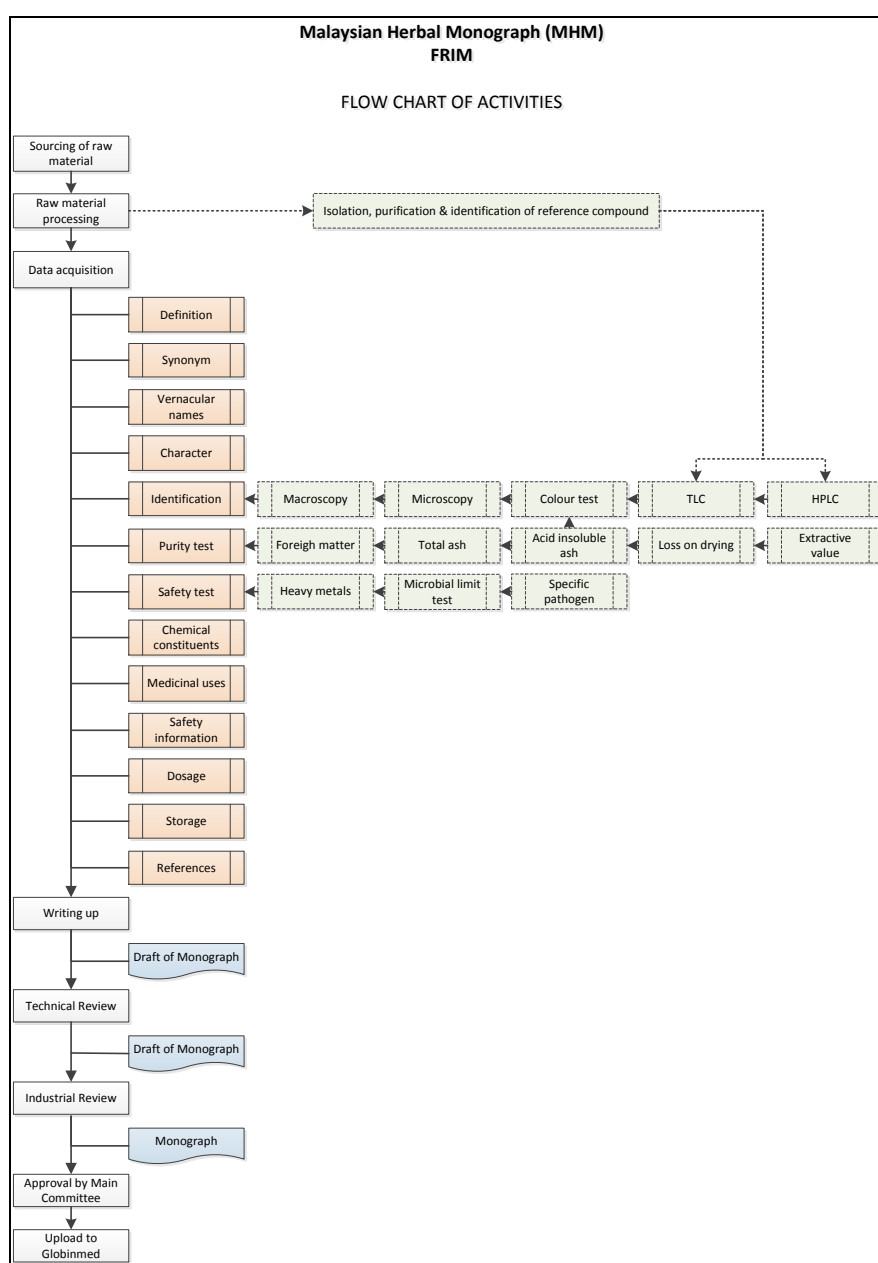 Malaysian Herbal Monograph (MHM)
FRIM
FLOW CHART OF ACTIVITIES
Sourcing of raw
material
Raw material
processing
Isolation, purification & identification of reference compound
Data acquisition
Definition
Synonym
Vernacular
names
Character
Identification
Macroscopy
Microscopy
Colour test
TLC
HPLC
Purity test
Foreigh matter
Total ash
Acid insoluble
ash
Loss on drying
Extractive
value
Safety test
Heavy metals
Microbial limit
test
Specific
pathogen
Chemical
constituents
Medicinal uses
Safety
information
Dosage
Storage
References
Writing up
Draft of Monograph
Technical Review
Draft of Monograph
Industrial Review
Monograph
Approval by Main
Committee
Upload to
Globinmed